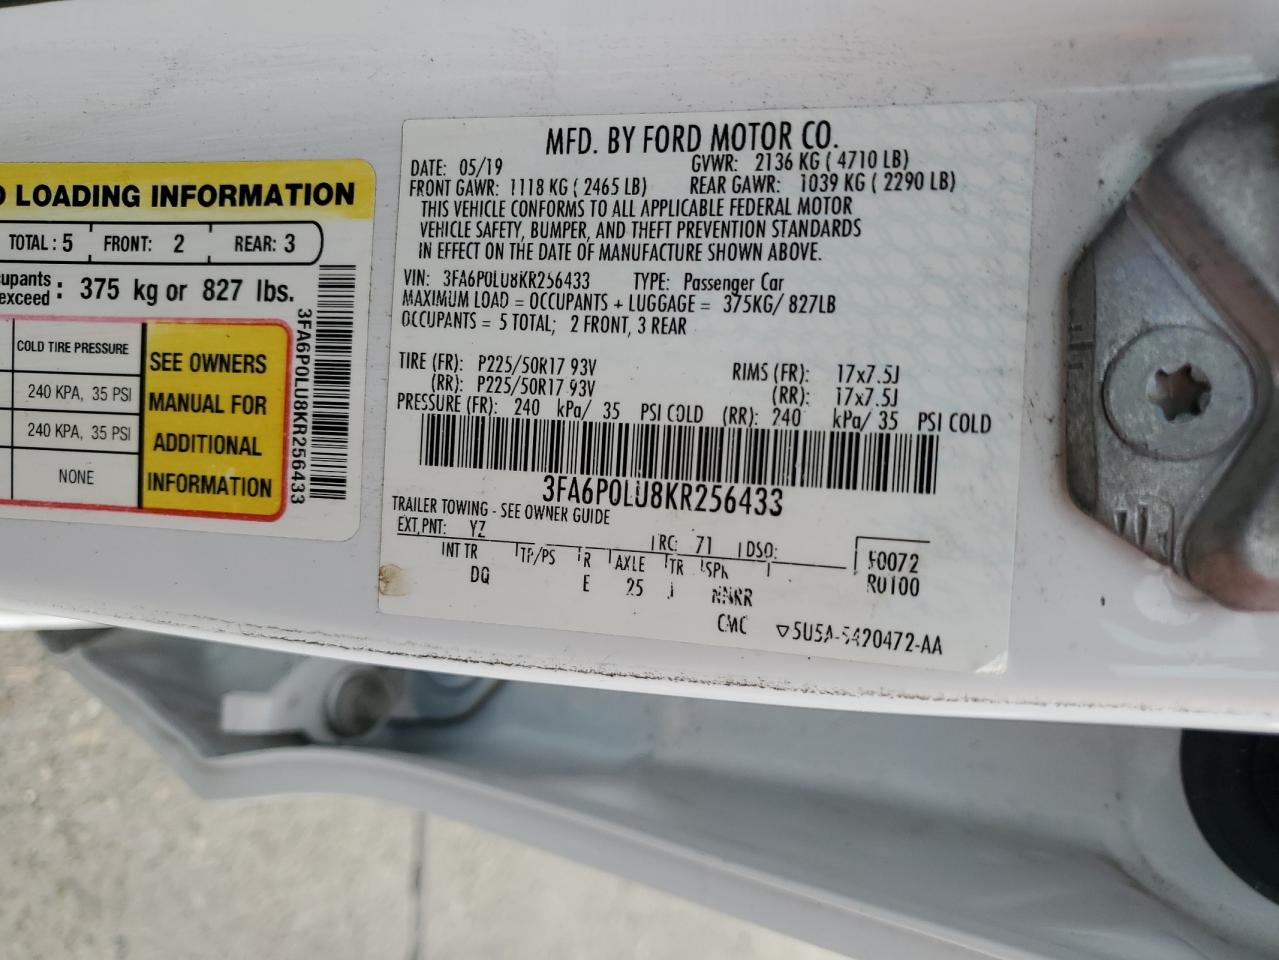 LOADING INFORMATION
TOTAL: 5 FRONT: 2 REAR: 3
exceed : 375 kg or 827 lbs.
COLD TIRE PRESSURE
240 KPA, 35 PSI
240 KPA, 35 PSI
NONE
SEE OWNERS
MANUAL FOR
ADDITIONAL
INFORMATION
3FA6P0LU8KR256433
MFD. BY FORD MOTOR CO.
DATE: 05/19 GVWR: 2136 KG ( 4710 LB)
FRONT GAWR: 1118 KG ( 2465 LB) REAR GAWR: 1039 KG ( 2290 LB)
THIS VEHICLE CONFORMS TO ALL APPLICABLE FEDERAL MOTOR
VEHICLE SAFETY, BUMPER, AND THEFT PREVENTION STANDARDS
IN EFFECT ON THE DATE OF MANUFACTURE SHOWN ABOVE.
VIN: 3FA6P0LU8KR256433 TYPE: Passenger Car
MAXIMUM LOAD = OCCUPANTS + LUGGAGE = 375KG/ 827LB
OCCUPANTS = 5 TOTAL; 2 FRONT, 3 REAR
TIRE (FR): P225/50R17 93V RIMS (FR): 17x7.5J
(RR): P225/50R17 93V (RR): 17x7.5J
PRESSURE (FR): 240 kPa/ 35 PSI COLD (RR): 240 kPa/ 35 PSI COLD
3FA6P0LU8KR256433
TRAILER TOWING - SEE OWNER GUIDE
EXT PNT: YZ RC: 71 DSO:
INT TR TP/PS R AXLE TR SPR F0072
DQ E 25 J NNRR R0100
CMC ▽5U5A-5420472-AA